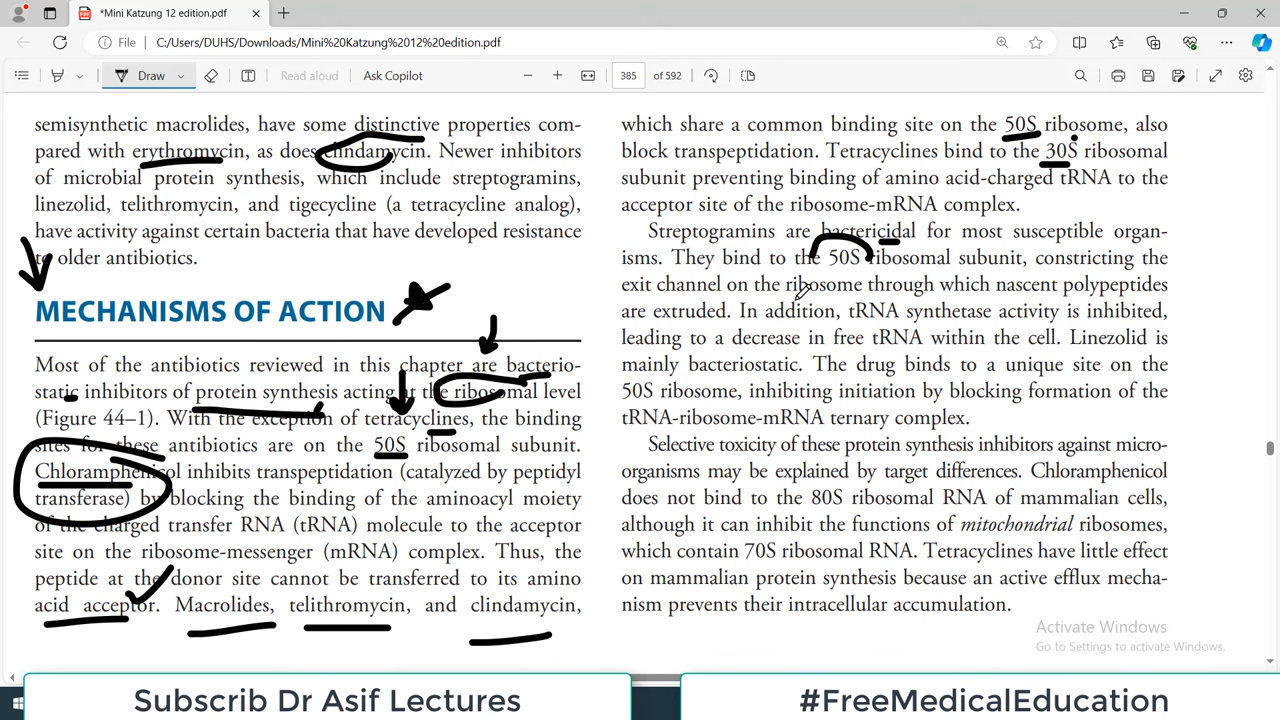 *Mini Katzung 12 edition.pdf
File
C:/Users/DUHS/Downloads/Mini%20Katzung%2012%20edition.pdf
Draw
Read aloud
Ask Copilot
385
of 592
semisynthetic macrolides, have some distinctive properties com-
pared with erythromycin, as does clindamycin. Newer inhibitors
of microbial protein synthesis, which include streptogramins,
linezolid, telithromycin, and tigecycline (a tetracycline analog),
have activity against certain bacteria that have developed resistance
to older antibiotics.
MECHANISMS OF ACTION
Most of the antibiotics reviewed in this chapter are bacterio-
static inhibitors of protein synthesis acting at the ribosomal level
(Figure 44–1). With the exception of tetracyclines, the binding
sites for these antibiotics are on the 50S ribosomal subunit.
Chloramphenicol inhibits transpeptidation (catalyzed by peptidyl
transferase) by blocking the binding of the aminoacyl moiety
of the charged transfer RNA (tRNA) molecule to the acceptor
site on the ribosome-messenger (mRNA) complex. Thus, the
peptide at the donor site cannot be transferred to its amino
acid acceptor. Macrolides, telithromycin, and clindamycin,
which share a common binding site on the 50S ribosome, also
block transpeptidation. Tetracyclines bind to the 30S ribosomal
subunit preventing binding of amino acid-charged tRNA to the
acceptor site of the ribosome-mRNA complex.
Streptogramins are bactericidal for most susceptible organ-
isms. They bind to the 50S ribosomal subunit, constricting the
exit channel on the ribosome through which nascent polypeptides
are extruded. In addition, tRNA synthetase activity is inhibited,
leading to a decrease in free tRNA within the cell. Linezolid is
mainly bacteriostatic. The drug binds to a unique site on the
50S ribosome, inhibiting initiation by blocking formation of the
tRNA-ribosome-mRNA ternary complex.
Selective toxicity of these protein synthesis inhibitors against micro-
organisms may be explained by target differences. Chloramphenicol
does not bind to the 80S ribosomal RNA of mammalian cells,
although it can inhibit the functions of mitochondrial ribosomes,
which contain 70S ribosomal RNA. Tetracyclines have little effect
on mammalian protein synthesis because an active efflux mecha-
nism prevents their intracellular accumulation.
Activate Windows
Go to Settings to activate Windows.
Subscrib Dr Asif Lectures
#FreeMedicalEducation